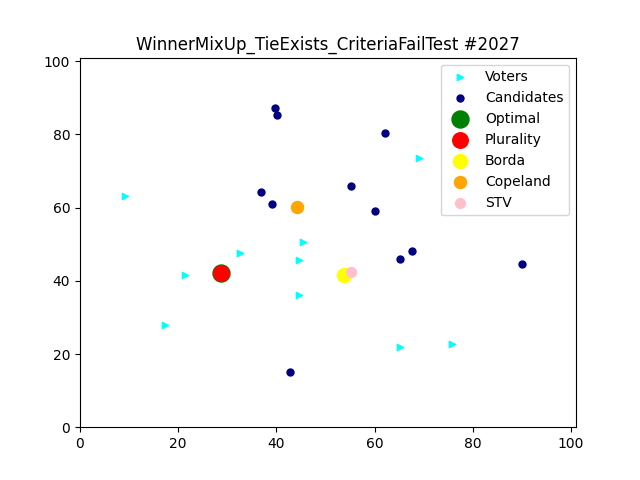 WinnerMixUp_TieExists_CriteriaFailTest #2027
100
80
60
40
20
0
Voters
Candidates
Optimal
Plurality
Borda
Copeland
STV
0 20 40 60 80 100